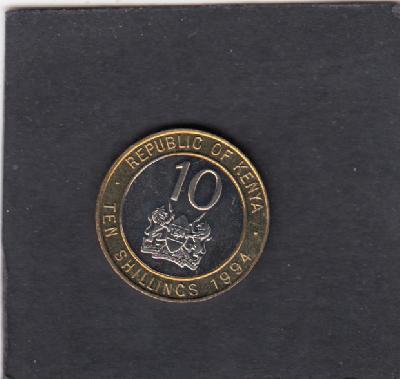 REPUBLIC OF KENYA
10
TEN SHILLINGS 1994